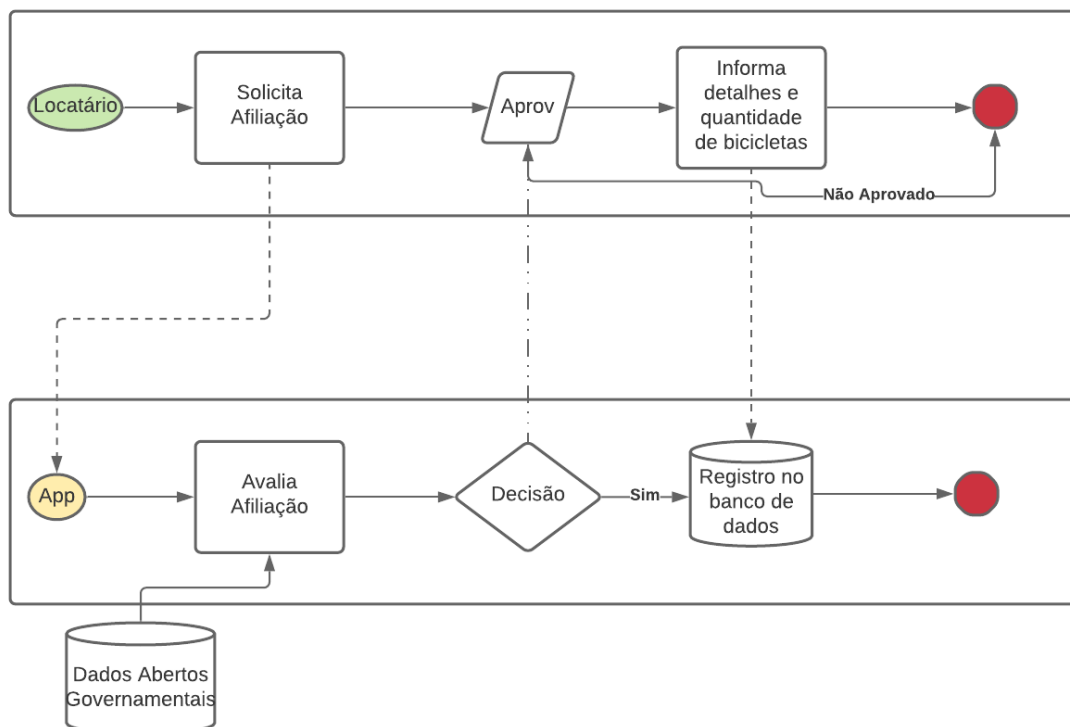 Locatário
Solicita
Afiliação
Aprov
Informa
detalhes e
quantidade
de bicicletas
Não Aprovado
App
Avalia
Afiliação
Decisão
Sim
Registro no
banco de
dados
Dados Abertos
Governamentais